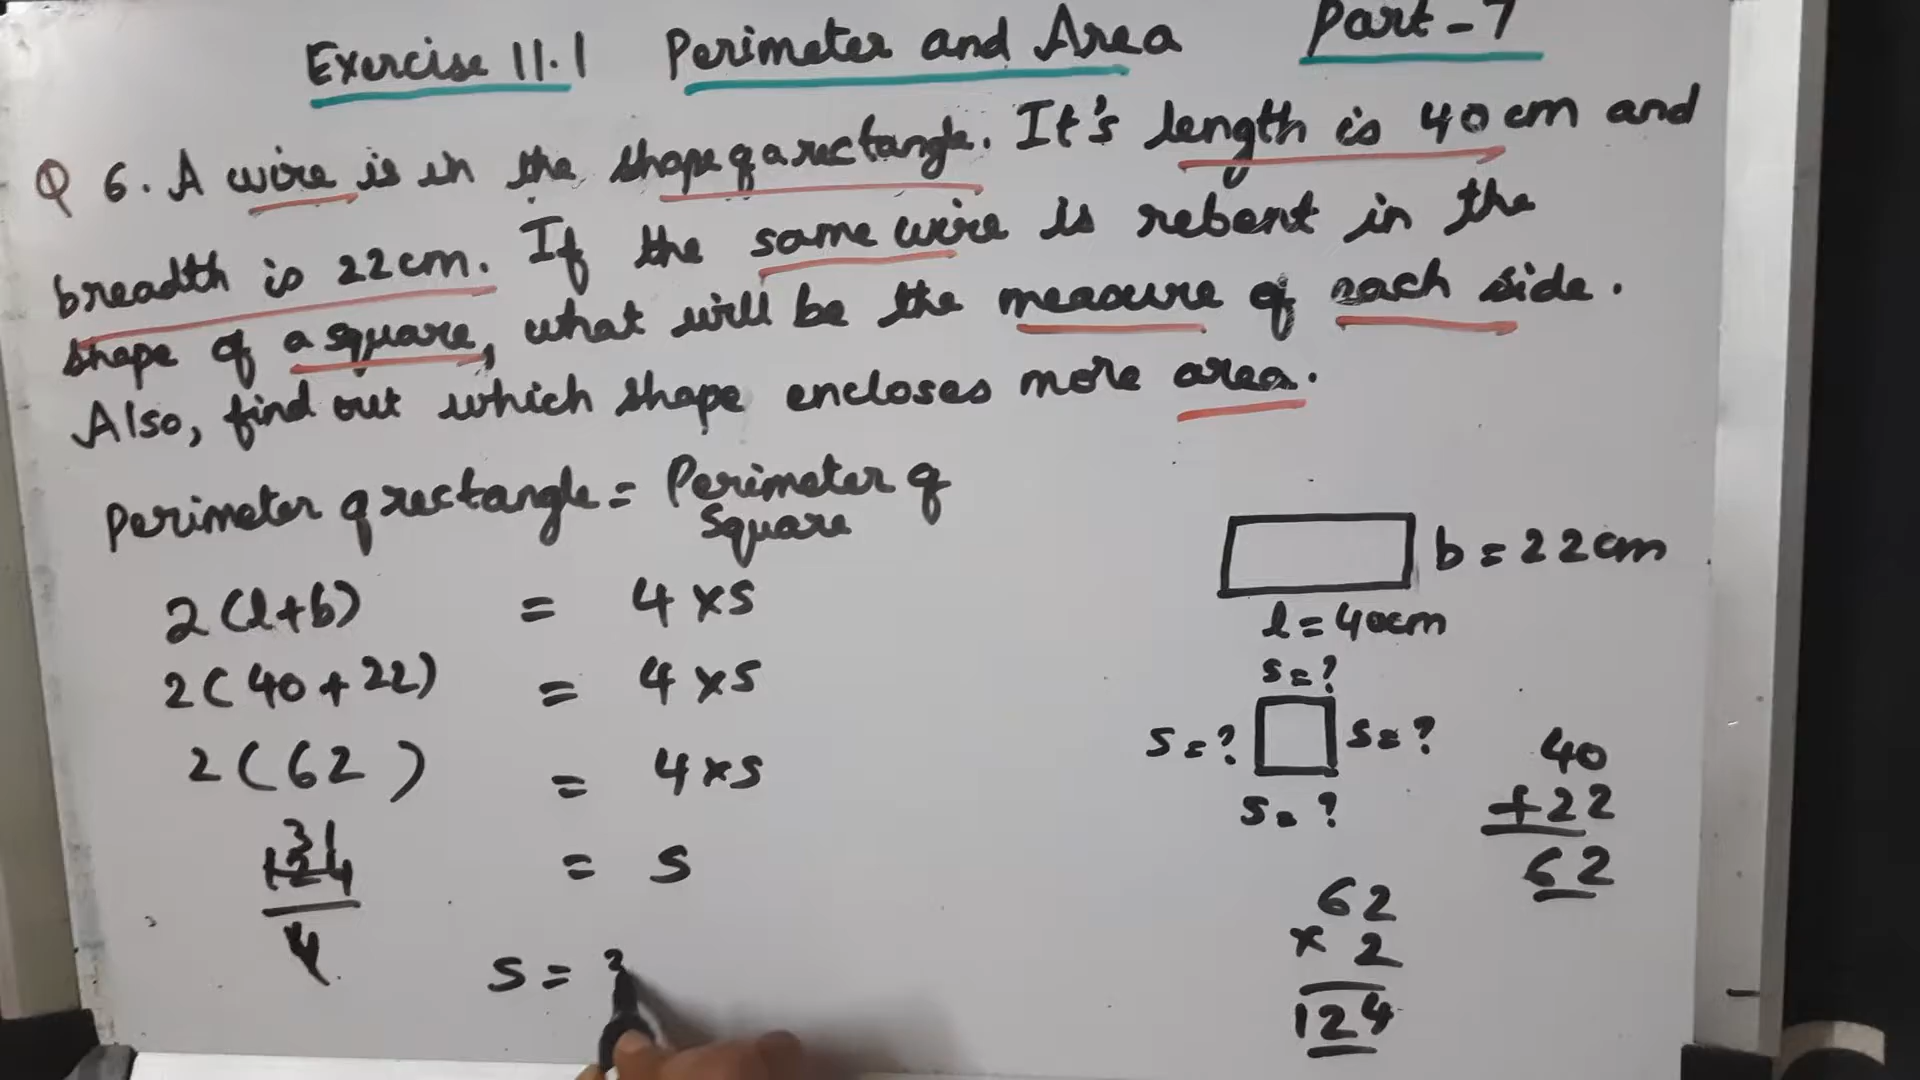 Exercise 11.1 Perimeter and Area Part-7
Q 6. A wire is in the shape of a rectangle. It's length is 40cm and
breadth is 22cm. If the same wire is rebent in the
shape of a square, what will be the measure of each side.
Also, find out which shape encloses more area.
Perimeter of rectangle = Perimeter of
Square
2(l+b) = 4×s
2(40+22) = 4×s
2(62) = 4×s
31
124
4
= s
s = 3
b = 22cm
l = 40cm
s = ?
s = ? s = ?
s = ?
40
+22
62
62
× 2
124